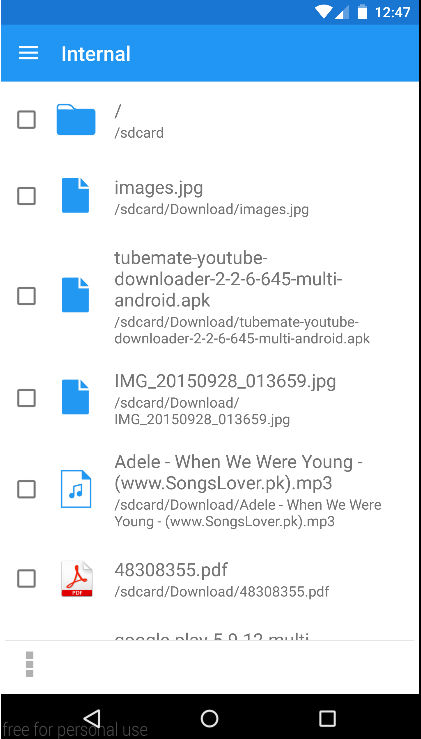 12:47
Internal
/
/sdcard
images.jpg
/sdcard/Download/images.jpg
tubemate-youtube-
downloader-2-2-6-645-multi-
android.apk
/sdcard/Download/tubemate-youtube-
downloader-2-2-6-645-multi-android.apk
IMG_20150928_013659.jpg
/sdcard/Download/
IMG_20150928_013659.jpg
Adele - When We Were Young -
(www.SongsLover.pk).mp3
/sdcard/Download/Adele - When We Were
Young - (www.SongsLover.pk).mp3
PDF
48308355.pdf
/sdcard/Download/48308355.pdf
google-play-5-9-12-multi-
free for personal use